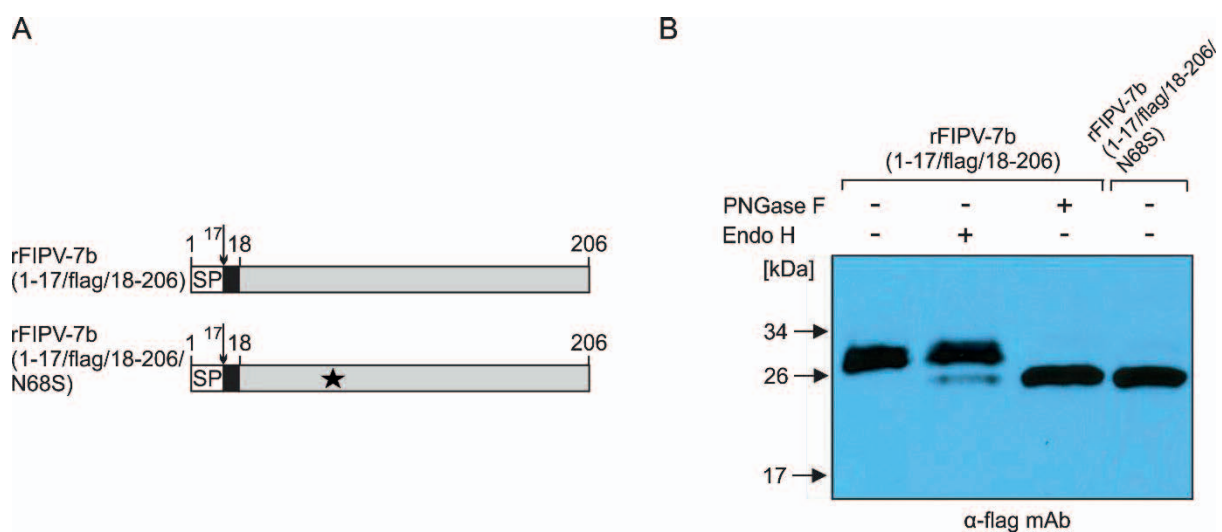 A
1 17 18 206
rFIPV-7b
(1-17/flag/18-206)
SP
rFIPV-7b
(1-17/flag/18-206/
N68S)
1 17 18 206
SP
B
rFIPV-7b
(1-17/flag/18-206)
rFIPV-7b
(1-17/flag/18-206/
N68S)
PNGase F - - + -
Endo H - + - -
[kDa]
34
26
17
α-flag mAb